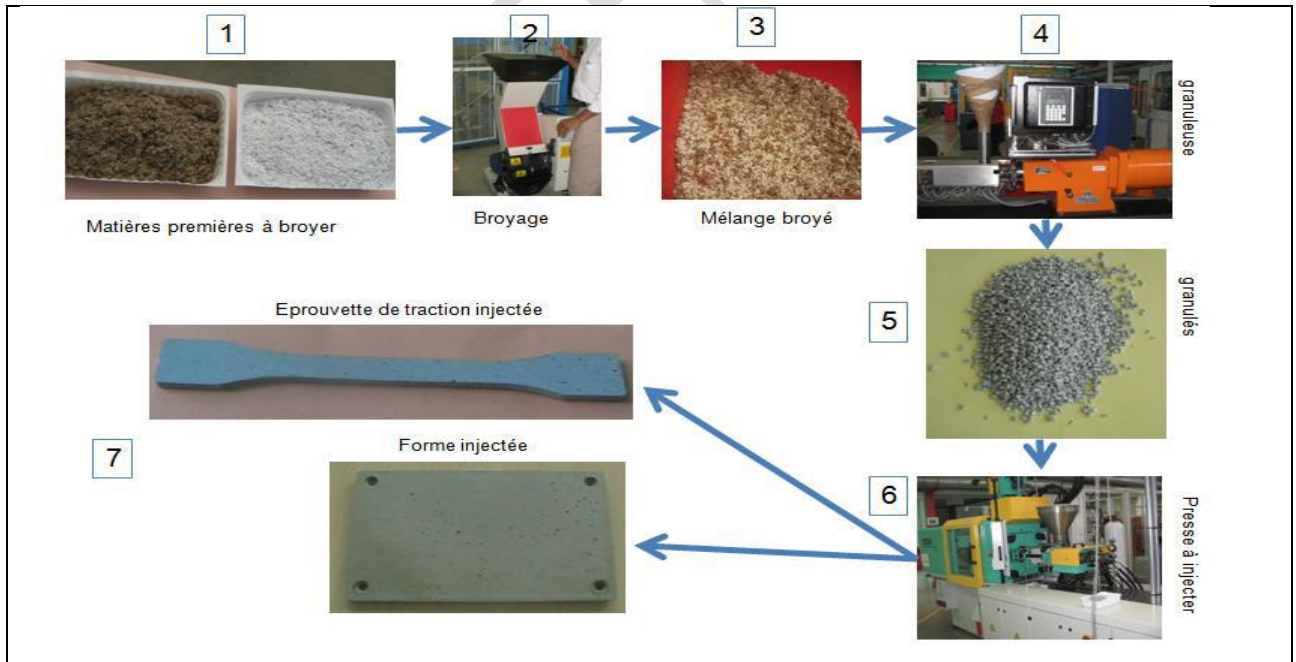 1
2
3
4
Matières premières à broyer
Broyage
Mélange broyé
granuleuse
Eprouvette de traction injectée
5
granulés
7
Forme injectée
6
Presse à injecter